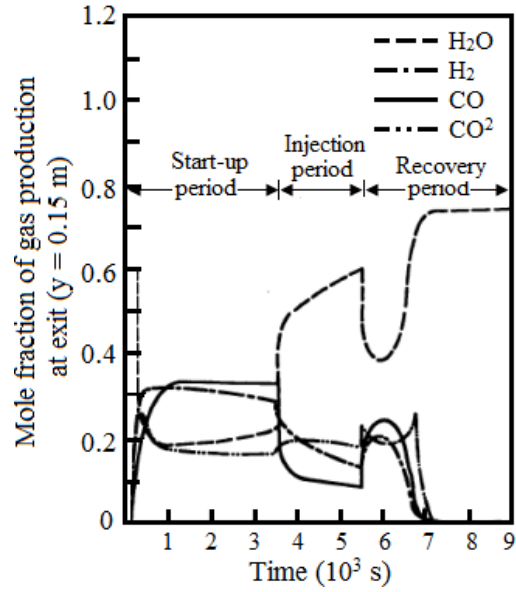 Mole fraction of gas production
at exit (y = 0.15 m)
1.2
1.0
0.8
0.6
0.4
0.2
0
H₂O
H₂
CO
CO²
Start-up
period
Injection
period
Recovery
period
1 2 3 4 5 6 7 8 9
Time (10³ s)